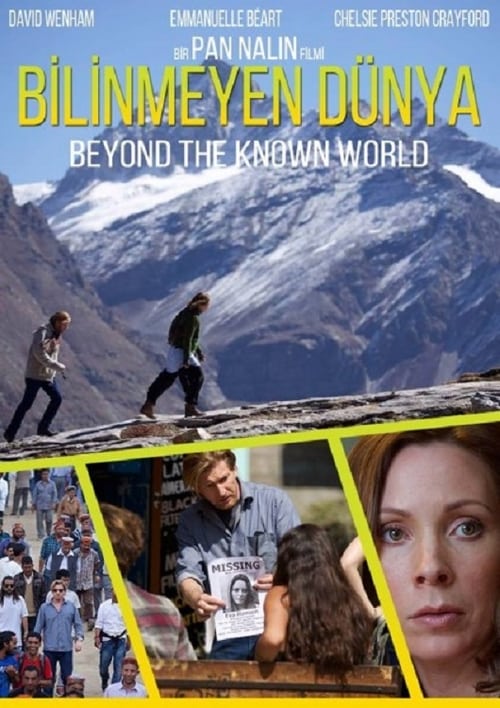 DAVID WENHAM EMMANUELLE BÉART CHELSIE PRESTON CRAYFORD
BİR PAN NALIN FİLMİ
BİLİNMEYEN DÜNYA
BEYOND THE KNOWN WORLD
MISSING